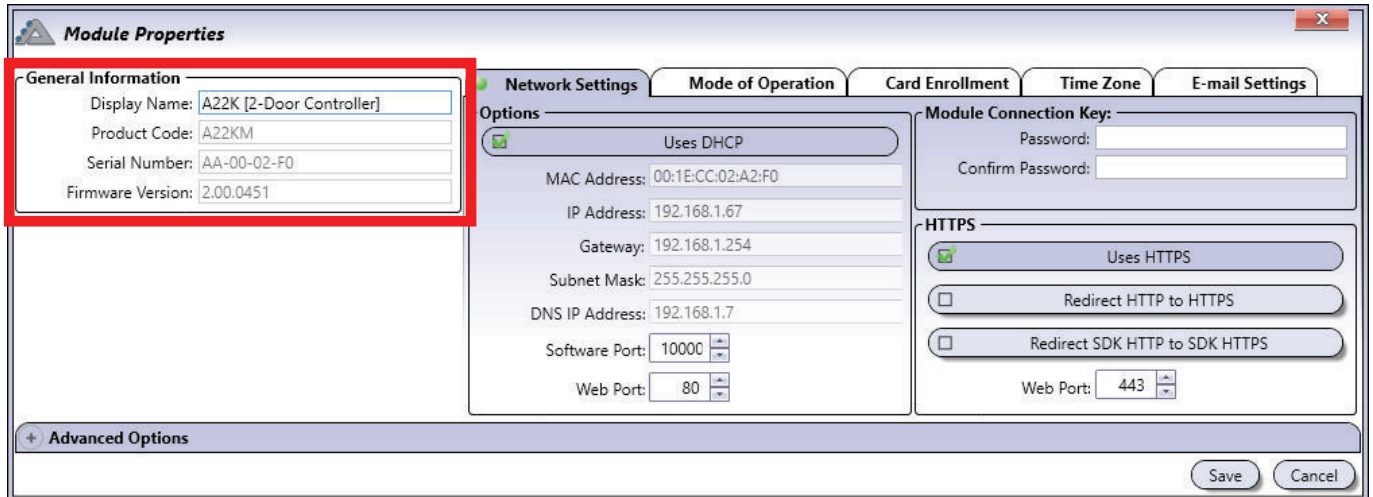 Module Properties
X
General Information
Display Name: A22K [2-Door Controller]
Product Code: A22KM
Serial Number: AA-00-02-F0
Firmware Version: 2.00.0451
Network Settings
Mode of Operation
Card Enrollment
Time Zone
E-mail Settings
Options
Uses DHCP
MAC Address: 00:1E:CC:02:A2:F0
IP Address: 192.168.1.67
Gateway: 192.168.1.254
Subnet Mask: 255.255.255.0
DNS IP Address: 192.168.1.7
Software Port: 10000
Web Port: 80
Module Connection Key:
Password:
Confirm Password:
HTTPS
Uses HTTPS
Redirect HTTP to HTTPS
Redirect SDK HTTP to SDK HTTPS
Web Port: 443
+ Advanced Options
Save
Cancel